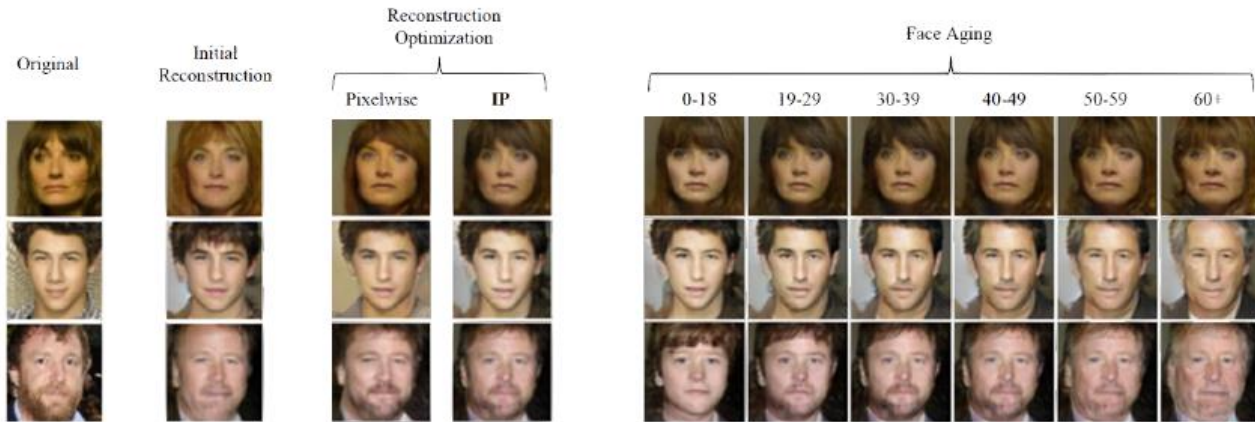 Original
Initial
Reconstruction
Reconstruction
Optimization
Pixelwise
IP
Face Aging
0-18
19-29
30-39
40-49
50-59
60+